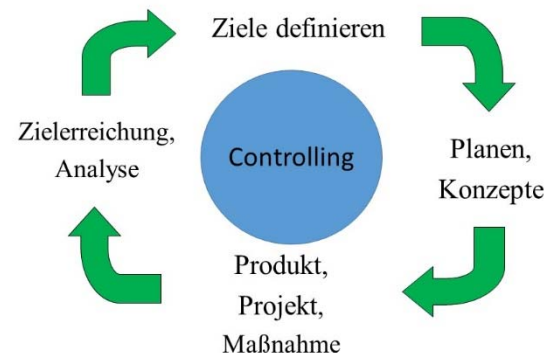 Ziele definieren
Planen,
Konzepte
Produkt,
Projekt,
Maßnahme
Zielerreichung,
Analyse
Controlling